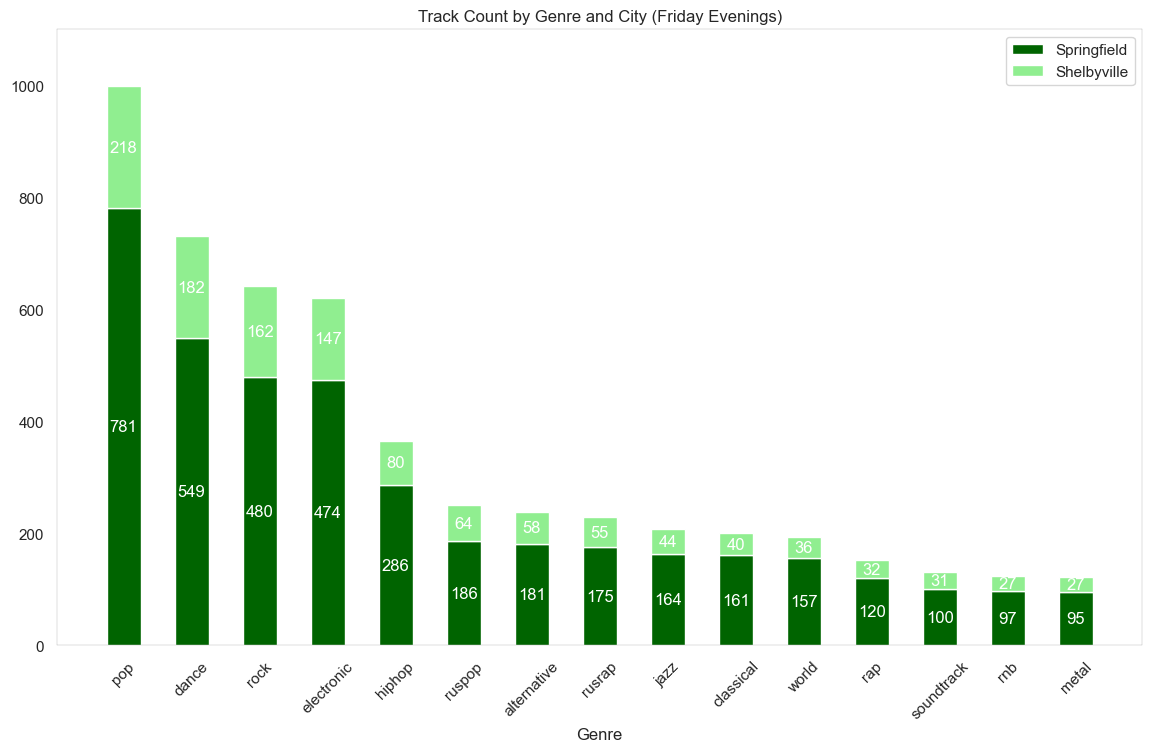 Track Count by Genre and City (Friday Evenings)
Springfield
Shelbyville
1000
800
600
400
200
0
218
182
162
147
80
64
58
55
44
40
36
32
31
27
27
781
549
480
474
286
186
181
175
164
161
157
120
100
97
95
pop
dance
rock
electronic
hiphop
ruspop
alternative
rusrap
jazz
classical
world
rap
soundtrack
rnb
metal
Genre